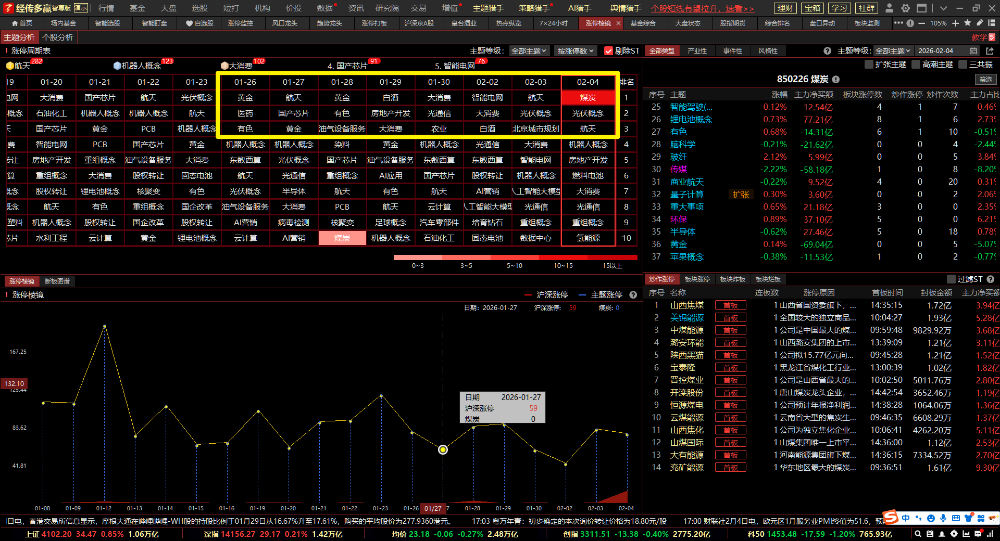 经传多赢 智尊版 演示 行情 基金 大盘 选股 短打 机构 价投 数据 资讯 研究院 交易 增值 主题猎手 策略猎手 AI猎手 舆情猎手 个股短线有望拉升，速看>> 理财 宝箱 学习 社群
首页 场内基金 智能选股 智能盯盘 自选股 涨停监控 风口龙头 趋势龙头 涨停打板 沪深京A股 皇台酒业 热点纵览 7×24小时 涨停棱镜 基金综合 大盘状态 股指期货 综合排名 盘口异动 板块监测 105%
主题分析 个股分析 教学
涨停周期表 主题等级: 全部主题 按涨停数 剔除ST
航天 282 机器人概念 123 大消费 102 4. 国产芯片 91 5. 智能电网 76
19 01-20 01-21 01-22 01-23 01-26 01-27 01-28 01-29 01-30 02-02 02-03 02-04 排名
电网 大消费 国产芯片 航天 光伏概念 黄金 航天 黄金 白酒 大消费 智能电网 航天 煤炭 1
概念 石油化工 机器人概念 机器人概念 航天 医药 国产芯片 有色 房地产开发 光通信 大消费 光伏概念 光伏概念 2
天 国产芯片 黄金 PCB 机器人概念 有色 黄金 油气设备服务 大消费 农业 白酒 北京城市规划 航天 3
费 智能电网 PCB 国产芯片 黄金 机器人概念 机器人概念 染料 黄金 机器人概念 光通信 大消费 机器人概念 4
转让 房地产开发 重组概念 油气设备服务 大消费 东数西算 光伏概念 国产芯片 油气设备服务 东数西算 东数西算 智能电网 房地产开发 5
算 重组概念 大消费 股权转让 固态电池 航天 光通信 重组概念 AI应用 国产芯片 股权转让 机器人概念 燃料电池 6
概念 股权转让 锂电池概念 核聚变 有色 光伏概念 半导体 航天 有色 航天 AI营销 人工智能大模型 大消费 7
概念 航天 有色 重组概念 国企改革 油气设备服务 大消费 PCB 航天 云计算 人工智能大模型 光通信 光通信 8
塑料 机器人概念 股权转让 国企改革 股权转让 AI营销 病毒检测 核聚变 足球概念 汽车零部件 培育钻石 重组概念 重组概念 9
芯片 水利工程 云计算 黄金 锂电池概念 云计算 AI营销 煤炭 机器人概念 石油化工 固态电池 数据中心 氢能源 10
0~3 3~5 5~10 10~15 15以上
涨停棱镜 断板图谱
涨停棱镜 沪深涨停 主题涨停
日期: 2026-01-27 沪深涨停: 59 煤炭: 0
167.25
132.10
125.44
83.62
41.81
日期 2026-01-27
沪深涨停 59
煤炭 0
01-08 01-09 01-12 01-13 01-14 01-15 01-16 01-19 01-20 01-21 01-22 01-23 01-26 01/27 7 01-28 01-29 01-30 02-02 02-03 02-04
全部类型 产业性 事件性 风格性 主题等级: 全部主题 2026-02-04
扩张主题 高潮主题 三共振
850226 煤炭 筛选
序号 主题 涨幅 主力净买额 板块涨停数 炒作涨停 炒作次数 主力占比
25 智能驾驶(... 0.12% 12.54亿 4 1 7 0.46%
26 锂电池概念 0.73% 77.21亿 8 1 6 2.73%
27 有色 0.68% -14.31亿 6 1 10 -0.51%
28 脑科学 -0.21% -21.62亿 0 0 4 -2.44%
29 玻纤 2.12% 5.99亿 0 0 5 3.84%
30 传媒 -2.22% -58.18亿 1 0 8 -8.20%
31 商业航天 -0.22% 9.52亿 4 0 20 0.31%
32 量子计算 扩张 0.30% 3.60亿 0 0 2 2.06%
33 重大事项 0.65% 21.18亿 3 0 0 2.35%
34 环保 0.89% 37.10亿 5 0 0 6.21%
35 半导体 -0.62% 27.46亿 5 0 18 0.78%
36 黄金 0.14% -69.04亿 0 0 5 -5.07%
37 苹果概念 -0.38% -11.53亿 1 0 2 -0.77%
炒作涨停 板块涨停 板块炸板 板块烂板 过滤ST
序号 名称 连板数 涨停原因 首板时间 封板金额 主力净买额
1 山西焦煤 首板 1 山西省国资委旗下，... 14:35:15 1.72亿 3.94亿
2 美锦能源 首板 1 全国较大的独立商品... 10:04:27 1.93亿 5.28亿
3 中煤能源 首板 1 公司是中国最大的煤... 09:59:48 9829.92万 3.68亿
4 潞安环能 首板 1 山西潞安集团的上市... 13:39:09 1.21亿 3.11亿
5 陕西黑猫 首板 1 公司拟15.77亿元向... 09:45:28 1.21亿 1.52亿
6 宝泰隆 首板 1 黑龙江省煤化工行业... 13:00:39 1.02亿 1.82亿
7 晋控煤业 首板 1 公司是山西省最大的... 10:02:50 5011.76万 2.80亿
8 开滦股份 首板 1 唐山煤炭龙头企业，... 14:42:54 3652.46万 1.19亿
9 恒源煤电 首板 1 公司预计年报净利润... 14:38:28 1064.06万 1.36亿
10 云煤能源 首板 1 云南省大型的焦炭生... 09:46:35 6608.29万 1.37亿
11 山西焦化 首板 1 公司为独立焦化企业... 10:06:41 4262.20万 5.11亿
12 山煤国际 首板 1 山煤集团唯一上市平... 14:36:00 1.12亿 2.53亿
13 大有能源 首板 1 河南能源集团旗下煤... 14:36:15 7334.52万 2.70亿
14 兖矿能源 首板 1 华东地区最大的煤炭... 09:36:51 1.61亿 9.30亿
日电，香港交易所信息显示，摩根大通在哔哩哔哩-WH股的持股比例于01月29日从16.67%升至17.61%，购买的平均股价为277.9360港元。 17:03 粤万年青：初步确定的本次询价转让价格为18.80元/股 17:00 财联社2月4日电，欧元区1月服务业PMI终值为51.6，预
中
上证 4102.20 34.47 0.85% 1.06万亿 深指 14156.27 29.17 0.21% 1.42万亿 均价 23.18 -0.06 -0.27% 2.48万亿 创指 3311.51 -13.38 -0.40% 2775.20亿 科50 1453.48 -17.59 -1.20% 765.93亿